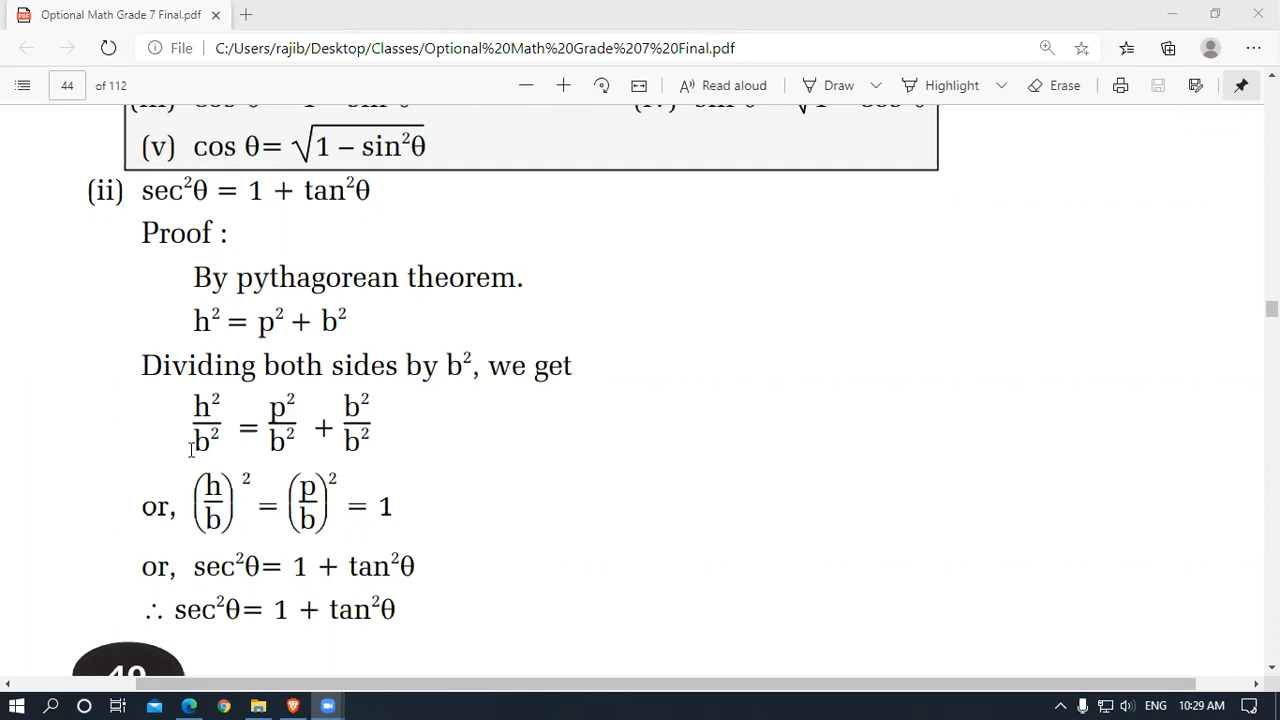 Optional Math Grade 7 Final.pdf
File C:/Users/rajib/Desktop/Classes/Optional%20Math%20Grade%207%20Final.pdf
44 of 112 Read aloud Draw Highlight Erase
(v) cos θ= √1 – sin²θ
(ii) sec²θ = 1 + tan²θ
Proof :
By pythagorean theorem.
h² = p² + b²
Dividing both sides by b², we get
h²/b² = p²/b² + b²/b²
or, (h/b)² = (p/b)² = 1
or, sec²θ= 1 + tan²θ
∴ sec²θ= 1 + tan²θ
ENG 10:29 AM